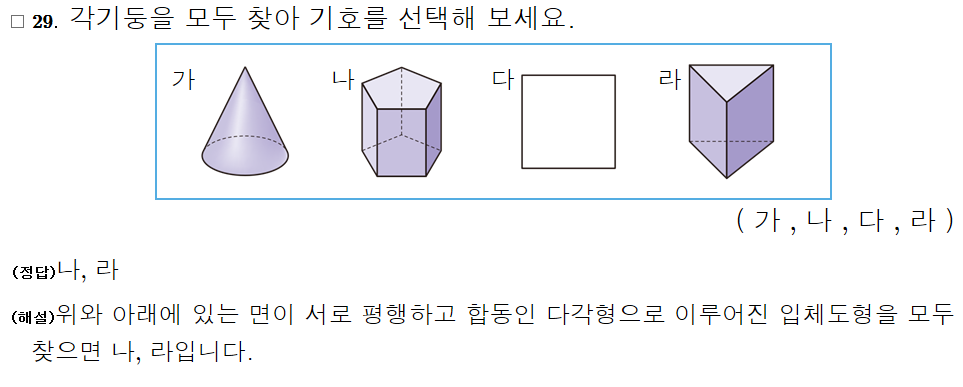 □ 29. 각기둥을 모두 찾아 기호를 선택해 보세요.
가 나 다 라
( 가 , 나 , 다 , 라 )
(정답)나, 라
(해설)위와 아래에 있는 면이 서로 평행하고 합동인 다각형으로 이루어진 입체도형을 모두
찾으면 나, 라입니다.